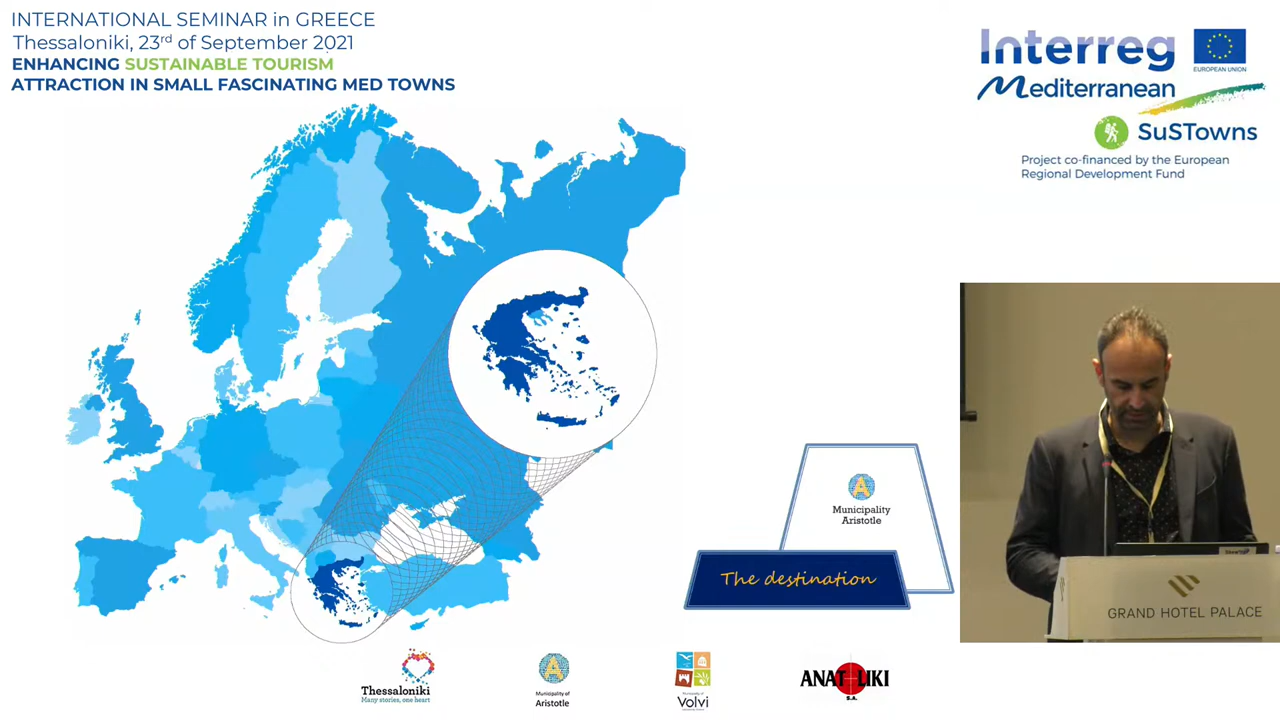 INTERNATIONAL SEMINAR in GREECE
Thessaloniki, 23rd of September 2021
ENHANCING SUSTAINABLE TOURISM
ATTRACTION IN SMALL FASCINATING MED TOWNS
Interreg
EUROPEAN UNION
Mediterranean
SuSTowns
Project co-financed by the European
Regional Development Fund
A
Municipality
Aristotle
The destination
GRAND HOTEL PALACE
Thessaloniki
Many stories, one heart
A
Municipality of
Aristotle
Municipality of
Volvi
ANATOLIKI
S.A.